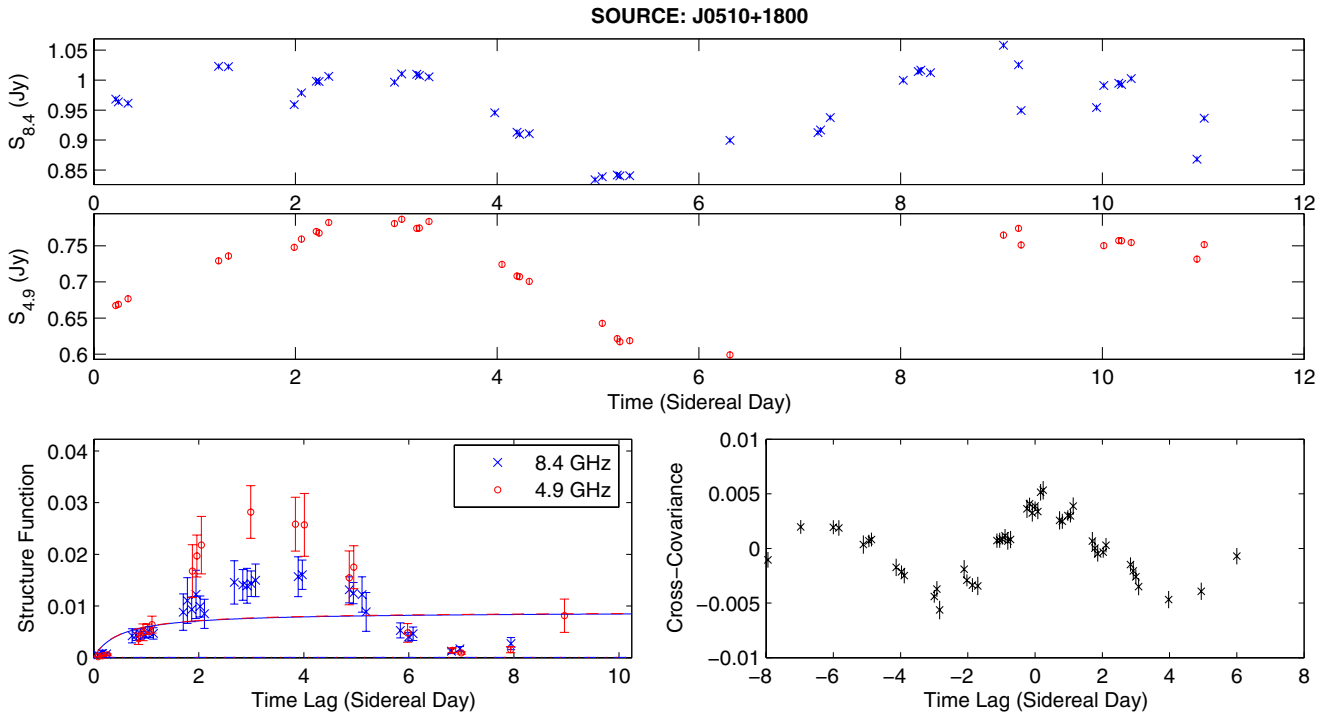 SOURCE: J0510+1800
1.05
1
0.95
0.9
0.85
S8.4 (Jy)
0 2 4 6 8 10 12
0.75
0.7
0.65
0.6
S4.9 (Jy)
0 2 4 6 8 10 12
Time (Sidereal Day)
0.04
0.03
0.02
0.01
0
Structure Function
8.4 GHz
4.9 GHz
0 2 4 6 8 10
Time Lag (Sidereal Day)
0.01
0.005
0
−0.005
−0.01
Cross−Covariance
−8 −6 −4 −2 0 2 4 6 8
Time Lag (Sidereal Day)